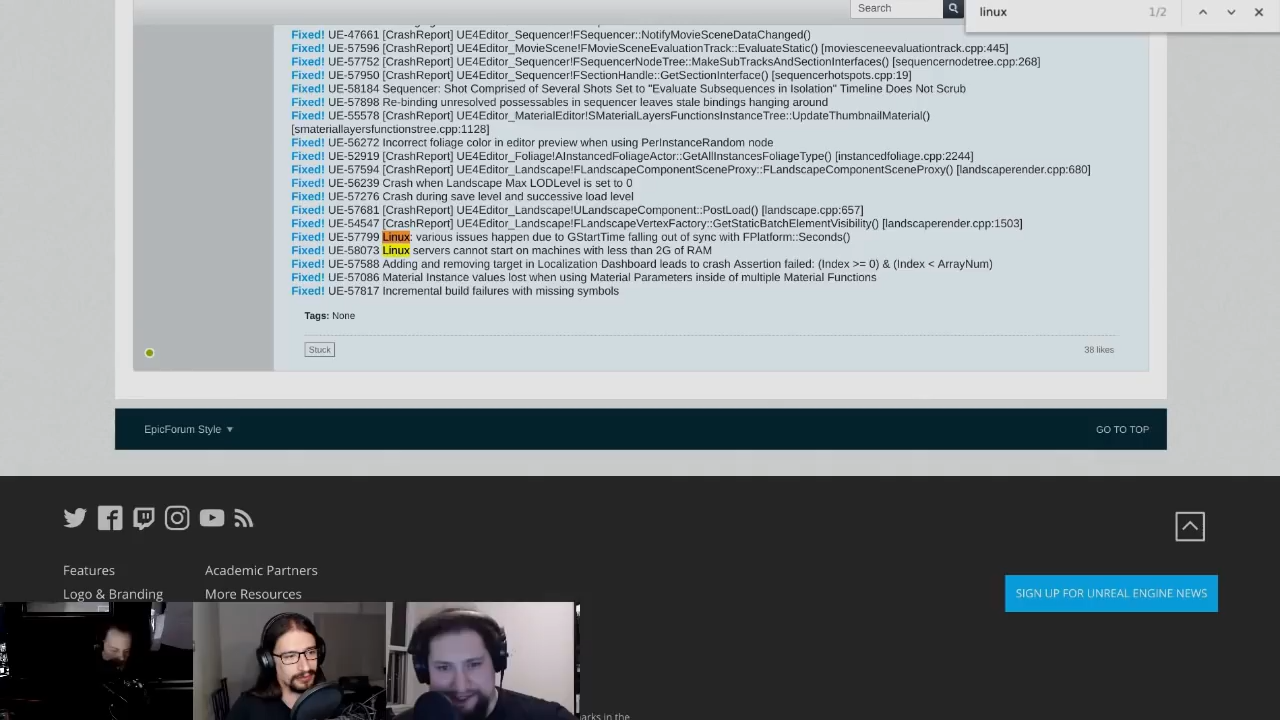 Search
linux
1/2
Fixed! UE-47661 [CrashReport] UE4Editor_Sequencer!FSequencer::NotifyMovieSceneDataChanged()
Fixed! UE-57596 [CrashReport] UE4Editor_MovieScene!FMovieSceneEvaluationTrack::EvaluateStatic() [moviesceneevaluationtrack.cpp:445]
Fixed! UE-57752 [CrashReport] UE4Editor_Sequencer!FSequencerNodeTree::MakeSubTracksAndSectionInterfaces() [sequencernodetree.cpp:268]
Fixed! UE-57950 [CrashReport] UE4Editor_Sequencer!FSectionHandle::GetSectionInterface() [sequencerhotspots.cpp:19]
Fixed! UE-58184 Sequencer: Shot Comprised of Several Shots Set to "Evaluate Subsequences in Isolation" Timeline Does Not Scrub
Fixed! UE-57898 Re-binding unresolved possessables in sequencer leaves stale bindings hanging around
Fixed! UE-55578 [CrashReport] UE4Editor_MaterialEditor!SMaterialLayersFunctionsInstanceTree::UpdateThumbnailMaterial()
[smateriallayersfunctionstree.cpp:1128]
Fixed! UE-56272 Incorrect foliage color in editor preview when using PerInstanceRandom node
Fixed! UE-52919 [CrashReport] UE4Editor_Foliage!AInstancedFoliageActor::GetAllInstancesFoliageType() [instancedfoliage.cpp:2244]
Fixed! UE-57594 [CrashReport] UE4Editor_Landscape!FLandscapeComponentSceneProxy::FLandscapeComponentSceneProxy() [landscaperender.cpp:680]
Fixed! UE-56239 Crash when Landscape Max LODLevel is set to 0
Fixed! UE-57276 Crash during save level and successive load level
Fixed! UE-57681 [CrashReport] UE4Editor_Landscape!ULandscapeComponent::PostLoad() [landscape.cpp:657]
Fixed! UE-54547 [CrashReport] UE4Editor_Landscape!FLandscapeVertexFactory::GetStaticBatchElementVisibility() [landscaperender.cpp:1503]
Fixed! UE-57799 Linux: various issues happen due to GStartTime falling out of sync with FPlatform::Seconds()
Fixed! UE-58073 Linux servers cannot start on machines with less than 2G of RAM
Fixed! UE-57588 Adding and removing target in Localization Dashboard leads to crash Assertion failed: (Index >= 0) & (Index < ArrayNum)
Fixed! UE-57086 Material Instance values lost when using Material Parameters inside of multiple Material Functions
Fixed! UE-57817 Incremental build failures with missing symbols
Tags: None
Stuck
38 likes
EpicForum Style
GO TO TOP
Features
Academic Partners
Logo & Branding
More Resources
SIGN UP FOR UNREAL ENGINE NEWS
in the